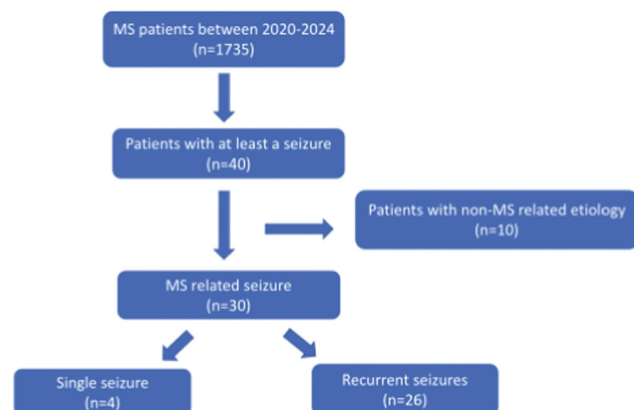 MS patients between 2020-2024
(n=1735)
Patients with at least a seizure
(n=40)
Patients with non-MS related etiology
(n=10)
MS related seizure
(n=30)
Single seizure
(n=4)
Recurrent seizures
(n=26)